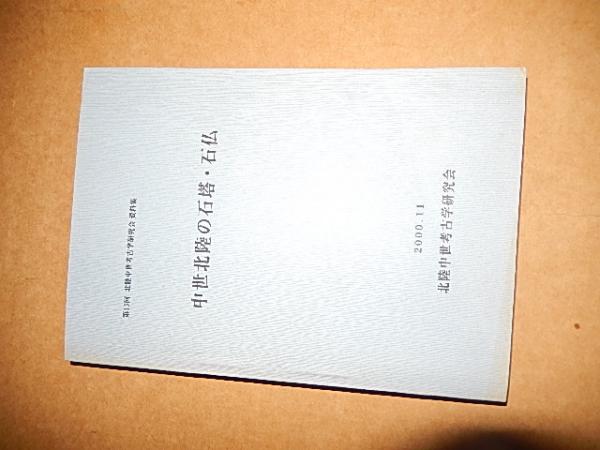 第13回 北陸中世考古学研究会 資料集
中世北陸の石塔・石仏
2000.11
北陸中世考古学研究会